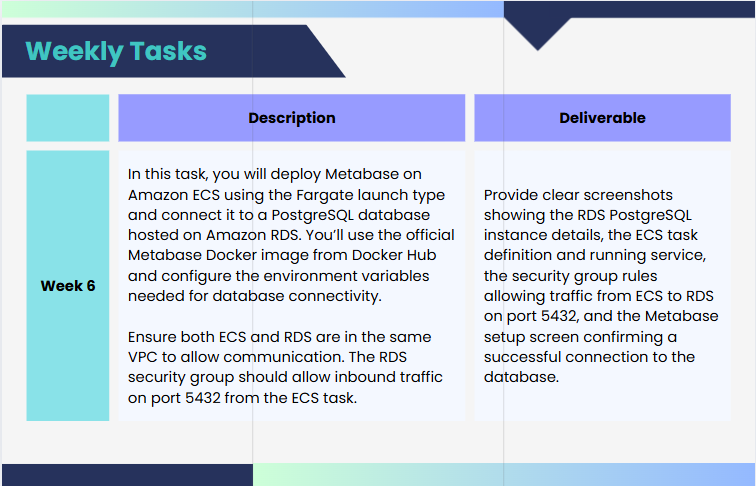 Weekly Tasks
Description
Deliverable
Week 6
In this task, you will deploy Metabase on
Amazon ECS using the Fargate launch type
and connect it to a PostgreSQL database
hosted on Amazon RDS. You’ll use the official
Metabase Docker image from Docker Hub
and configure the environment variables
needed for database connectivity.
Ensure both ECS and RDS are in the same
VPC to allow communication. The RDS
security group should allow inbound traffic
on port 5432 from the ECS task.
Provide clear screenshots
showing the RDS PostgreSQL
instance details, the ECS task
definition and running service,
the security group rules
allowing traffic from ECS to RDS
on port 5432, and the Metabase
setup screen confirming a
successful connection to the
database.